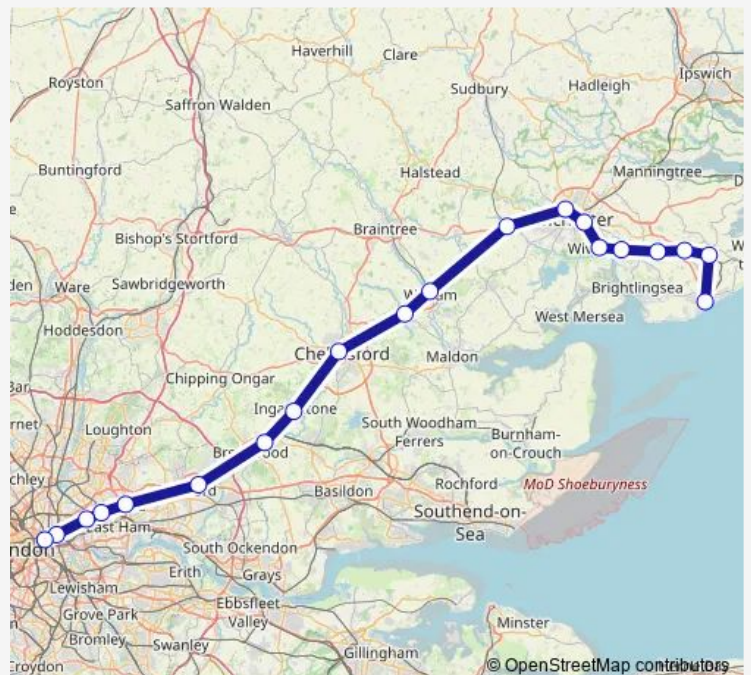 Haverhill
Clare
Royston
Sudbury
Hadleigh
Ipswich
Saffron Walden
Buntingford
Halstead
Manningtree
Braintree
Bishop's Stortford
Ware
Sawbridgeworth
Brightlingsea
Hoddesdon
West Mersea
Maldon
Chipping Ongar
South Woodham
Ferrers
Burnham-
on-Crouch
Loughton
Basildon
Rochford
MoD Shoeburyness
Southend-on-
Sea
East Ham
South Ockendon
Erith
Grays
Lewisham
Grove Park
Ebbsfleet
Valley
Minster
Bromley
Swanley
Gillingham
© OpenStreetMap contributors